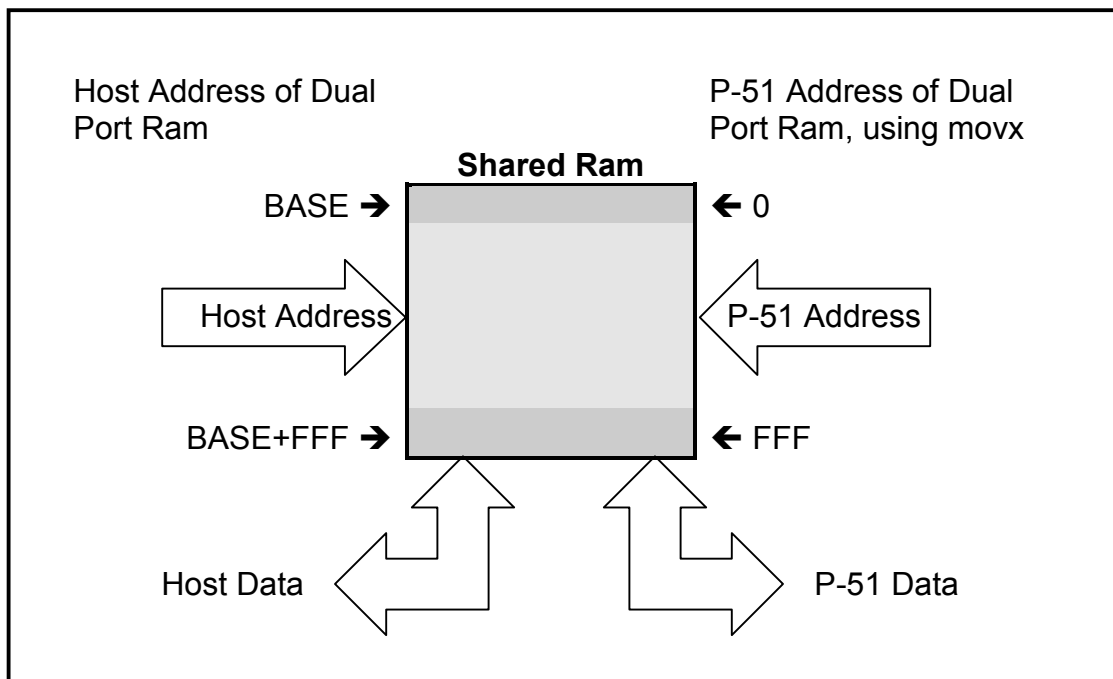 Host Address of Dual
Port Ram
P-51 Address of Dual
Port Ram, using movx
Shared Ram
BASE ➔
← 0
Host Address
P-51 Address
BASE+FFF ➔
← FFF
Host Data
P-51 Data